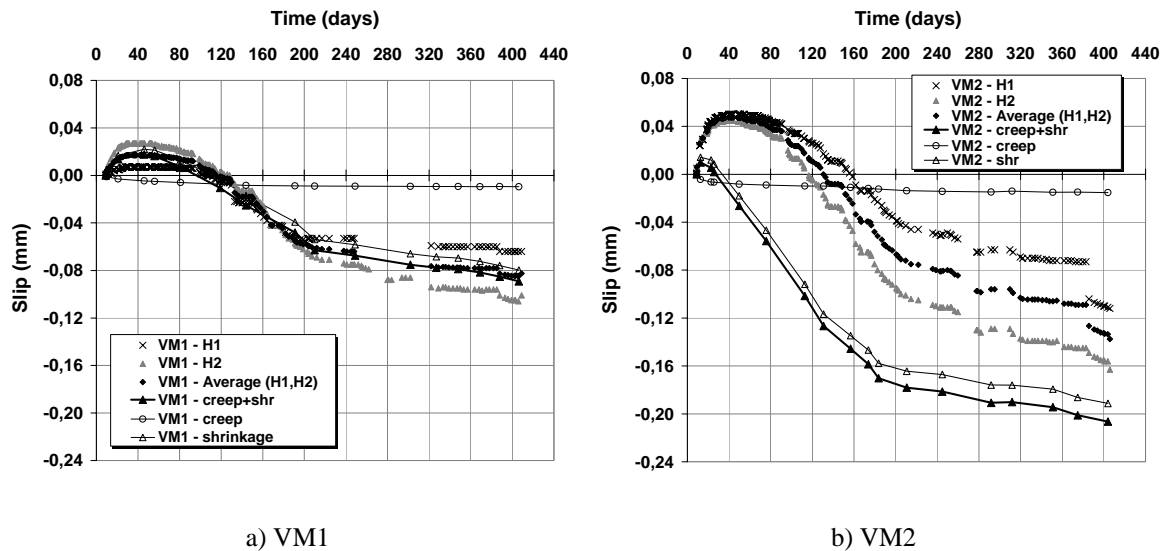 Time (days)
0 40 80 120 160 200 240 280 320 360 400 440
0,08
0,04
0,00
-0,04
-0,08
-0,12
-0,16
-0,20
-0,24
Slip (mm)
VM1 - H1
VM1 - H2
VM1 - Average (H1,H2)
VM1 - creep+shr
VM1 - creep
VM1 - shrinkage
a) VM1
Time (days)
0 40 80 120 160 200 240 280 320 360 400 440
0,08
0,04
0,00
-0,04
-0,08
-0,12
-0,16
-0,20
-0,24
Slip (mm)
VM2 - H1
VM2 - H2
VM2 - Average (H1,H2)
VM2 - creep+shr
VM2 - creep
VM2 - shr
b) VM2